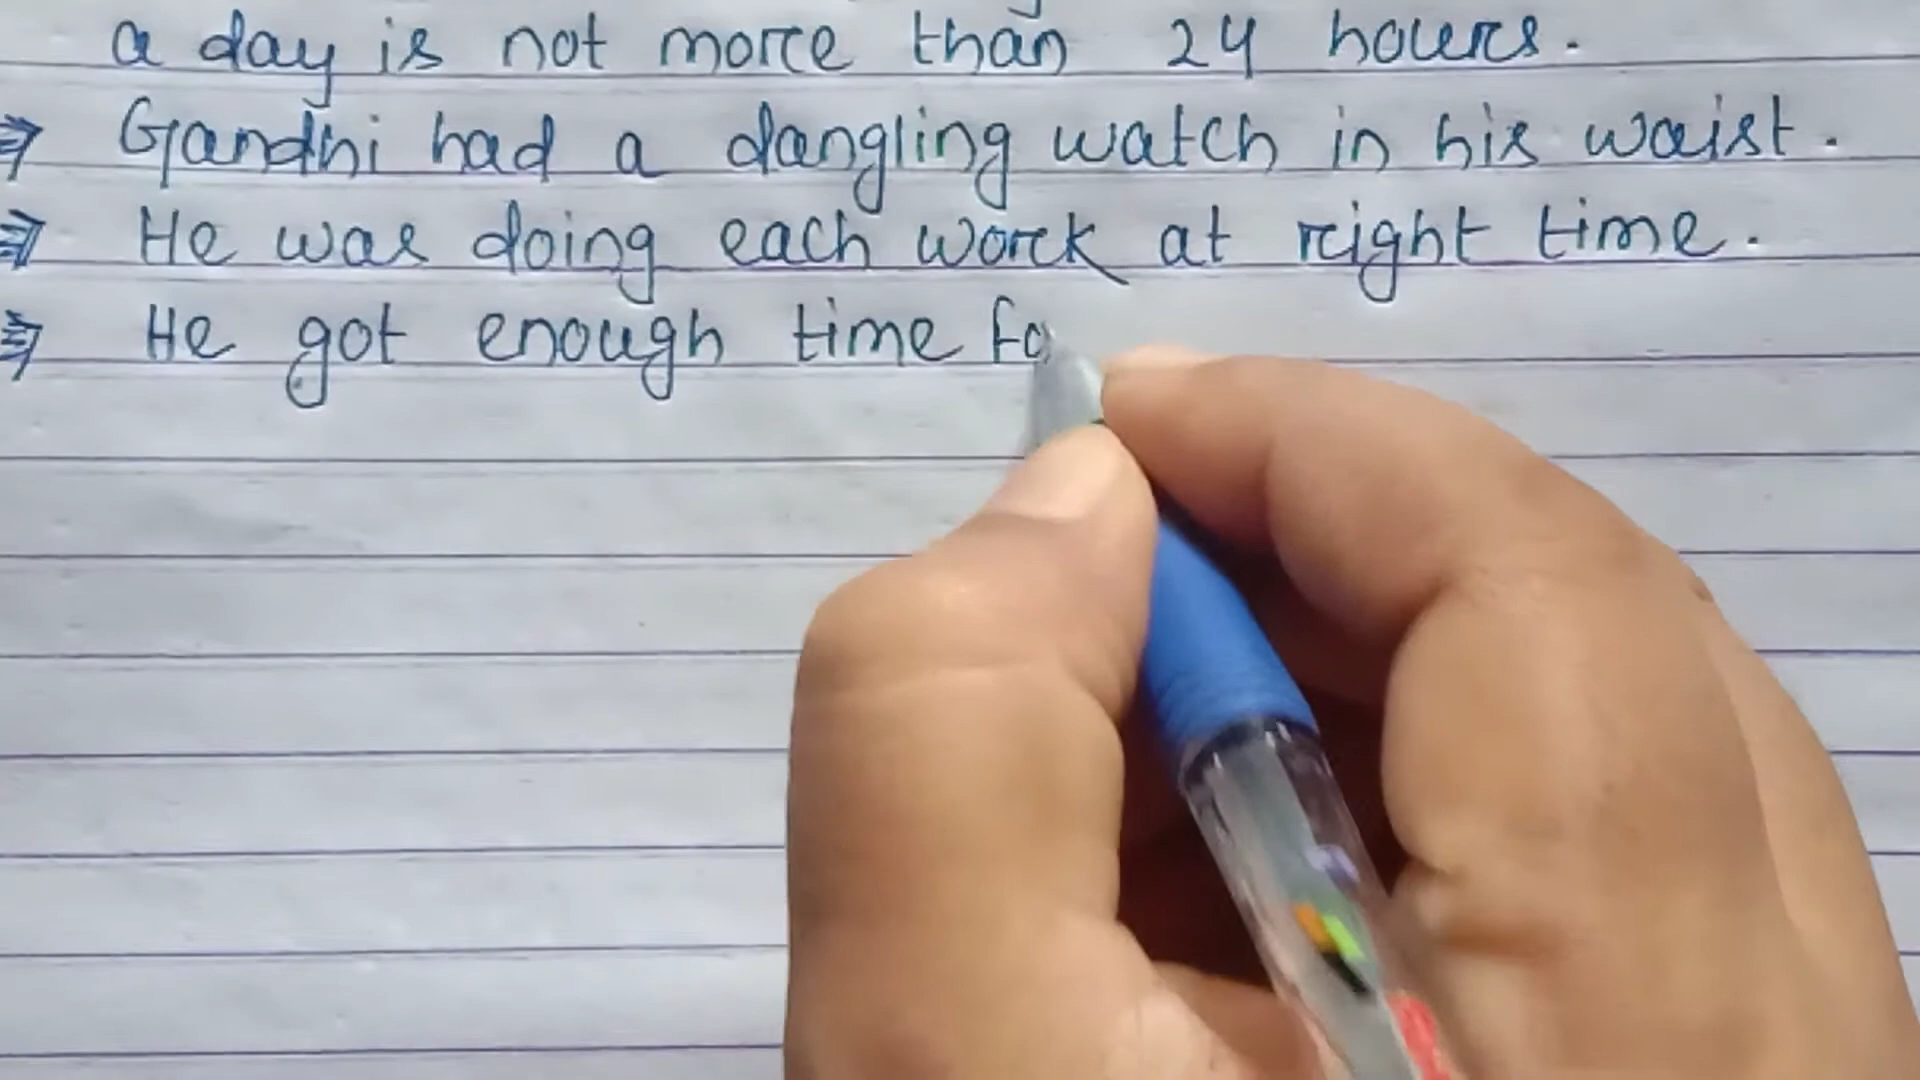 a day is not more than 24 hours.
⇒ Gandhi had a dangling watch in his waist.
⇒ He was doing each work at right time.
⇒ He got enough time fo